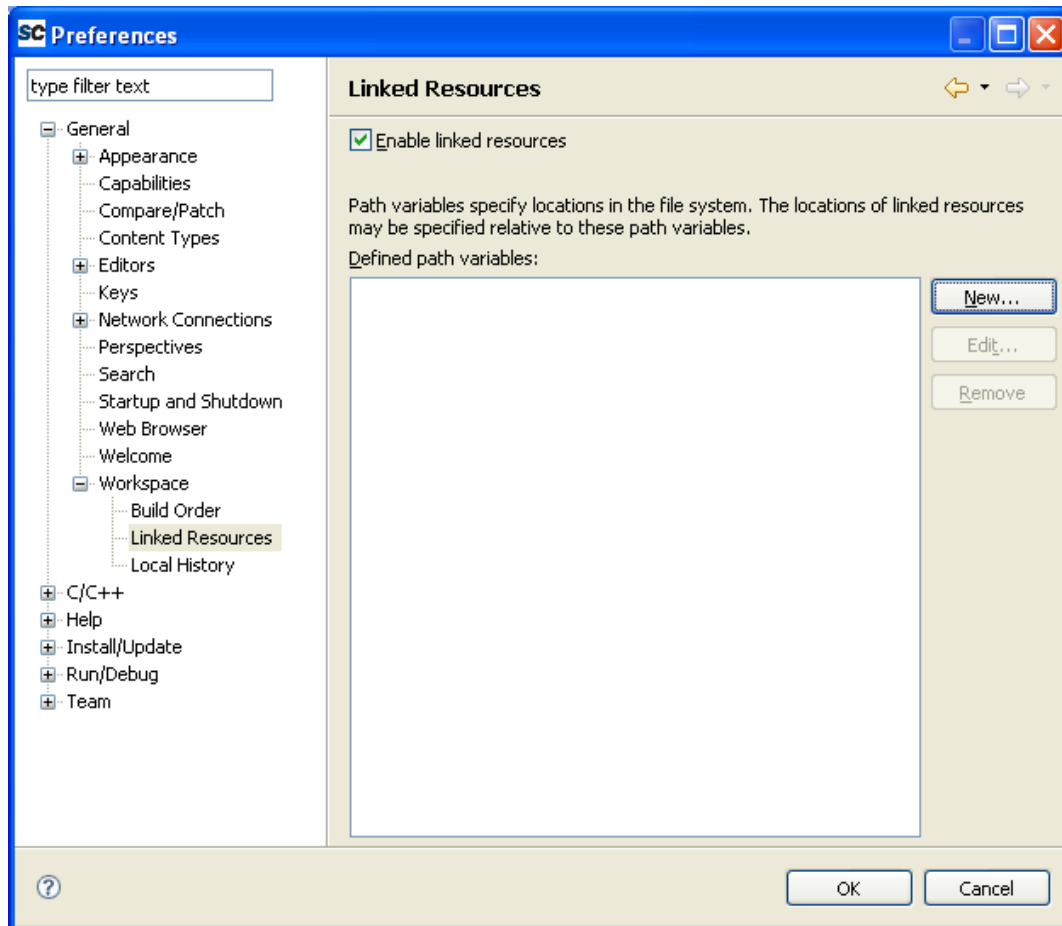 SC Preferences
type filter text
General
Appearance
Capabilities
Compare/Patch
Content Types
Editors
Keys
Network Connections
Perspectives
Search
Startup and Shutdown
Web Browser
Welcome
Workspace
Build Order
Linked Resources
Local History
C/C++
Help
Install/Update
Run/Debug
Team
Linked Resources
Enable linked resources
Path variables specify locations in the file system. The locations of linked resources
may be specified relative to these path variables.
Defined path variables:
New...
Edit...
Remove
?
OK
Cancel